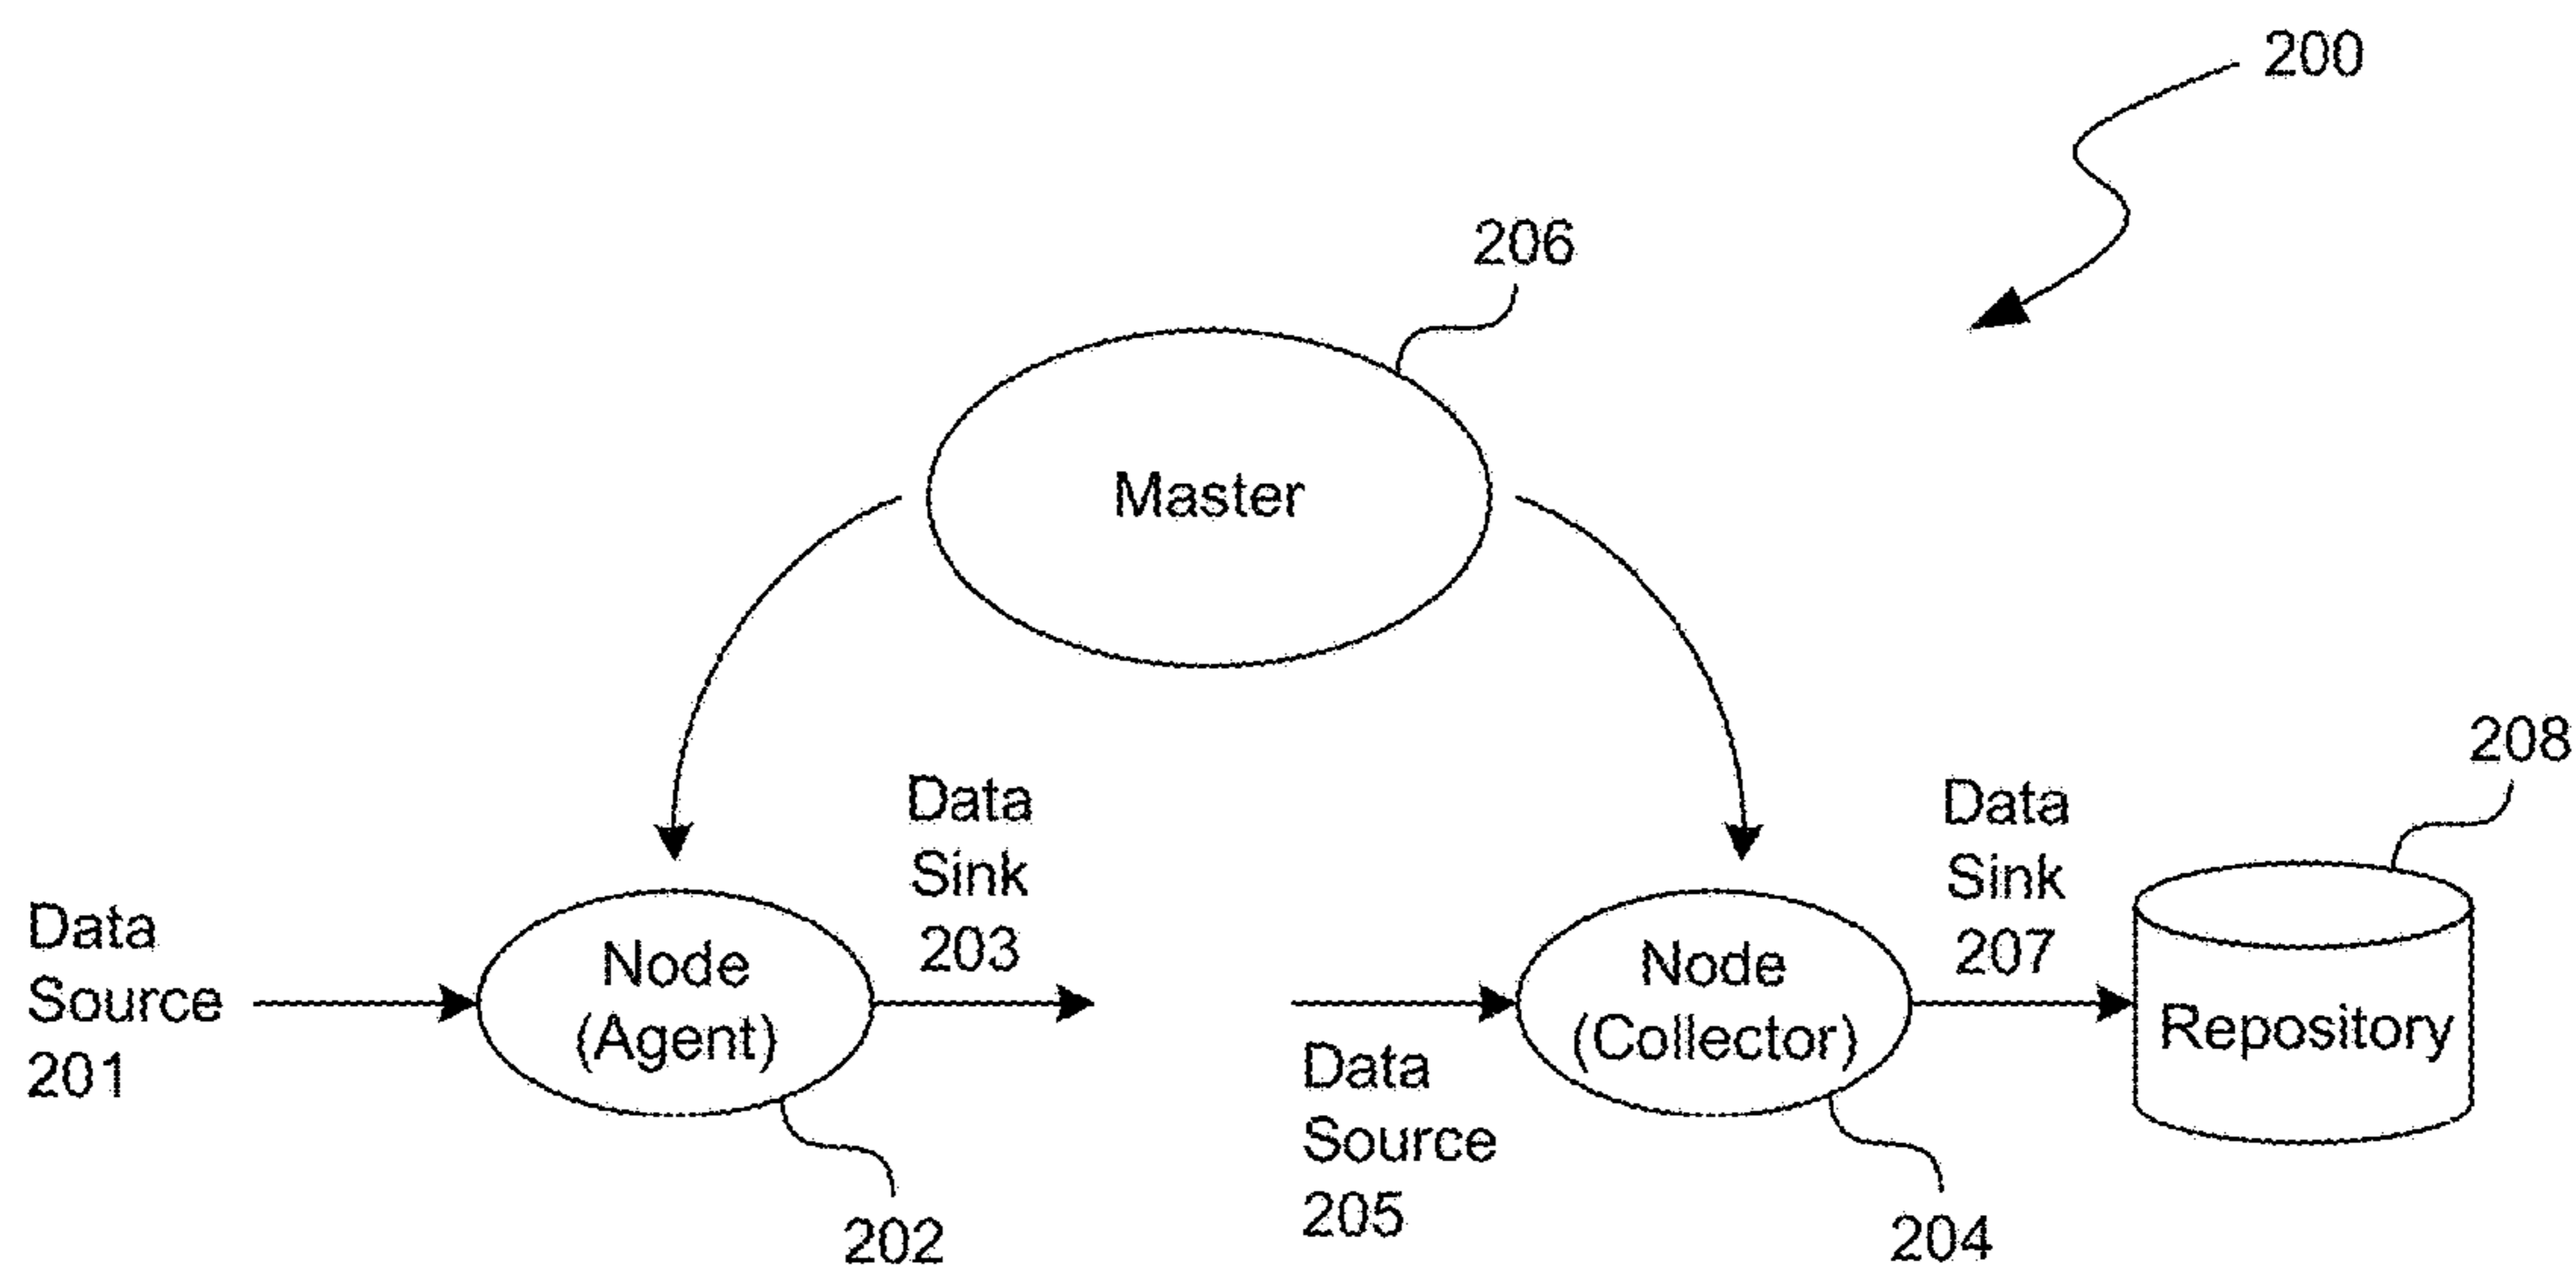 200
206
Master
208
Data
Sink
203
Data
Sink
207
Data
Source
201
Node
(Agent)
Node
(Collector)
Repository
Data
Source
205
202
204